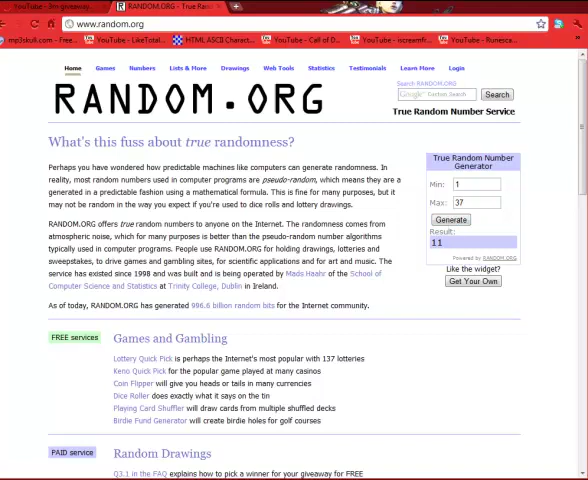 YouTube - 3m giveaway.
RANDOM.ORG - True Ran
www.random.org
mp3skull.com - Free...
YouTube - LikeTotal...
HTML ASCII Charact...
YouTube - Call of D...
YouTube - vscreamfr...
YouTube - Runesca...
Home Games Numbers Lists & More Drawings Web Tools Statistics Testimonials Learn More Login
RANDOM.ORG
Search RANDOM.ORG
Google Custom Search
Search
True Random Number Service
What's this fuss about true randomness?
Perhaps you have wondered how predictable machines like computers can generate randomness. In
reality, most random numbers used in computer programs are pseudo-random, which means they are a
generated in a predictable fashion using a mathematical formula. This is fine for many purposes, but it
may not be random in the way you expect if you're used to dice rolls and lottery drawings.
RANDOM.ORG offers true random numbers to anyone on the Internet. The randomness comes from
atmospheric noise, which for many purposes is better than the pseudo-random number algorithms
typically used in computer programs. People use RANDOM.ORG for holding drawings, lotteries and
sweepstakes, to drive games and gambling sites, for scientific applications and for art and music. The
service has existed since 1998 and was built and is being operated by Mads Haahr of the School of
Computer Science and Statistics at Trinity College, Dublin in Ireland.
As of today, RANDOM.ORG has generated 996.6 billion random bits for the Internet community.
True Random Number
Generator
Min: 1
Max: 37
Generate
Result:
11
Powered by RANDOM.ORG
Like the widget?
Get Your Own
FREE services
Games and Gambling
Lottery Quick Pick is perhaps the Internet's most popular with 137 lotteries
Keno Quick Pick for the popular game played at many casinos
Coin Flipper will give you heads or tails in many currencies
Dice Roller does exactly what it says on the tin
Playing Card Shuffler will draw cards from multiple shuffled decks
Birdie Fund Generator will create birdie holes for golf courses
PAID service
Random Drawings
Q3.1 in the FAQ explains how to pick a winner for your giveaway for FREE